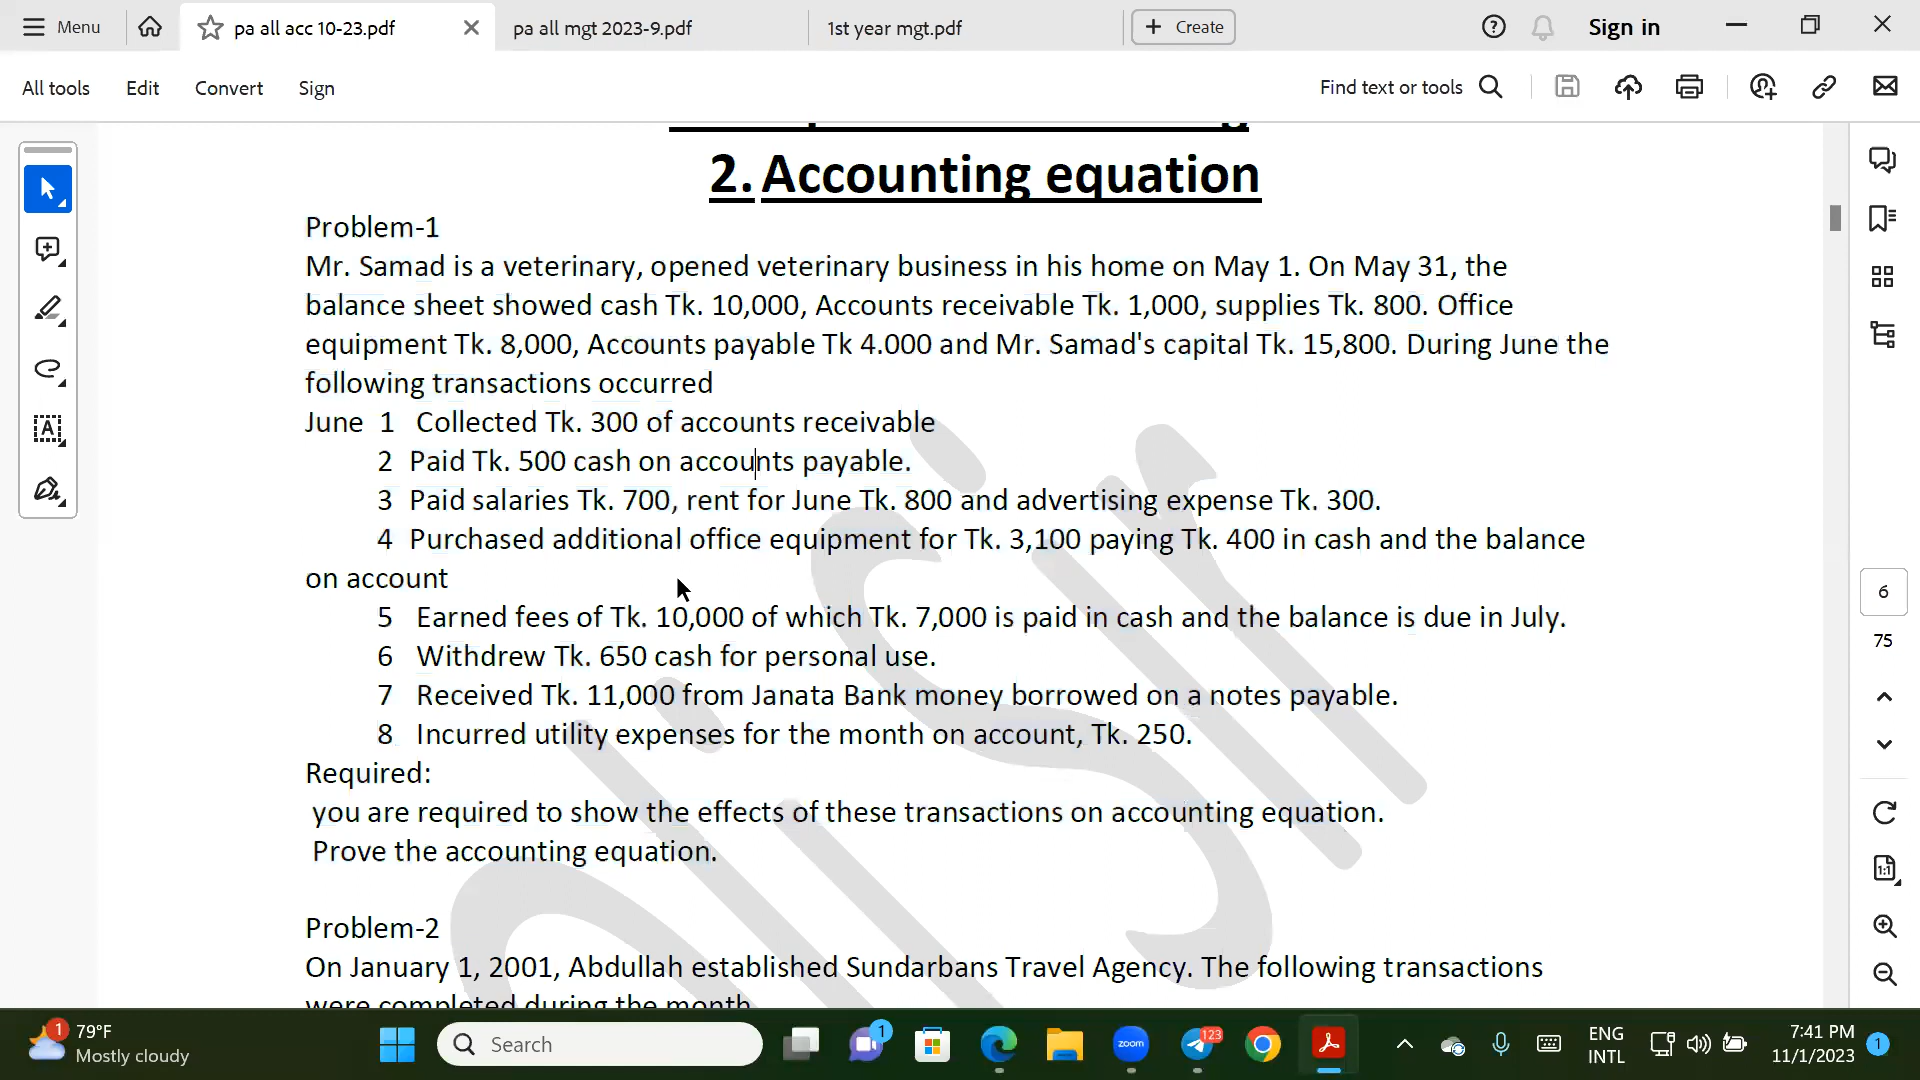 Menu
pa all acc 10-23.pdf
pa all mgt 2023-9.pdf
1st year mgt.pdf
Create
Sign in
All tools
Edit
Convert
Sign
Find text or tools
2. Accounting equation
Problem-1
Mr. Samad is a veterinary, opened veterinary business in his home on May 1. On May 31, the
balance sheet showed cash Tk. 10,000, Accounts receivable Tk. 1,000, supplies Tk. 800. Office
equipment Tk. 8,000, Accounts payable Tk 4.000 and Mr. Samad's capital Tk. 15,800. During June the
following transactions occurred
June 1 Collected Tk. 300 of accounts receivable
2 Paid Tk. 500 cash on accounts payable.
3 Paid salaries Tk. 700, rent for June Tk. 800 and advertising expense Tk. 300.
4 Purchased additional office equipment for Tk. 3,100 paying Tk. 400 in cash and the balance
on account
5 Earned fees of Tk. 10,000 of which Tk. 7,000 is paid in cash and the balance is due in July.
6 Withdrew Tk. 650 cash for personal use.
7 Received Tk. 11,000 from Janata Bank money borrowed on a notes payable.
8 Incurred utility expenses for the month on account, Tk. 250.
Required:
you are required to show the effects of these transactions on accounting equation.
Prove the accounting equation.
Problem-2
On January 1, 2001, Abdullah established Sundarbans Travel Agency. The following transactions
were completed during the month
6
75
1:1
1
79°F
Mostly cloudy
Search
1
zoom
123
ENG
INTL
7:41 PM
11/1/2023
1